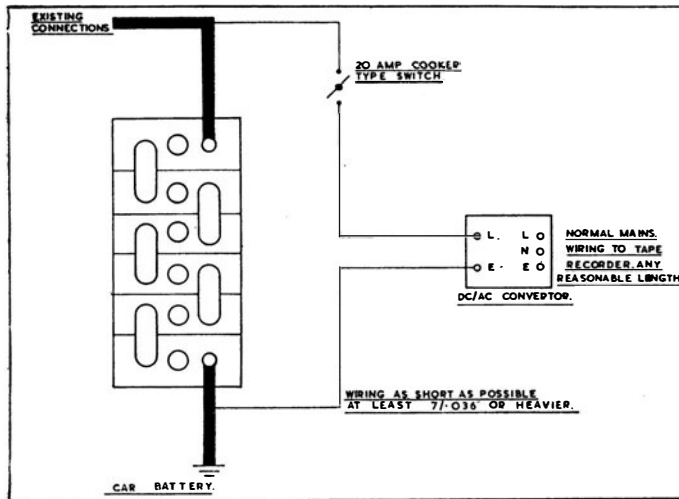 EXISTING
CONNECTIONS
20 AMP COOKER
TYPE SWITCH
L. L
N
E. E
NORMAL MAINS.
WIRING TO TAPE
RECORDER. ANY
REASONABLE LENGTH
DC/AC CONVERTOR.
WIRING AS SHORT AS POSSIBLE
AT LEAST 7/·036 OR HEAVIER.
CAR BATTERY.